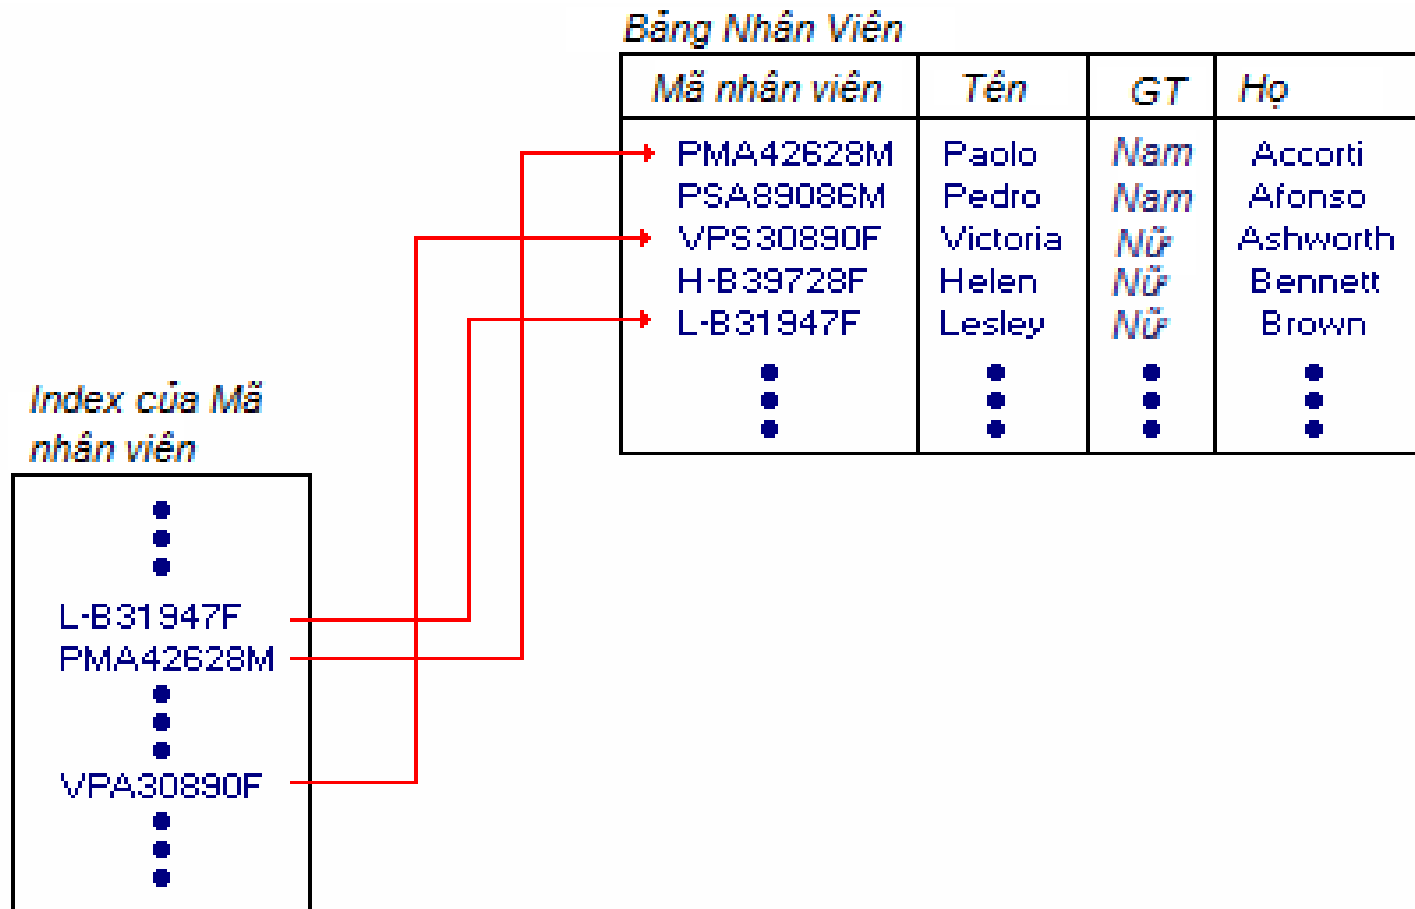 Bảng Nhân Viên
Mã nhân viên Tên GT Họ
PMA42628M Paolo Nam Accorti
PSA89086M Pedro Nam Afonso
VPS30890F Victoria Nữ Ashworth
H-B39728F Helen Nữ Bennett
L-B31947F Lesley Nữ Brown
Index của Mã
nhân viên
L-B31947F
PMA42628M
VPA30890F